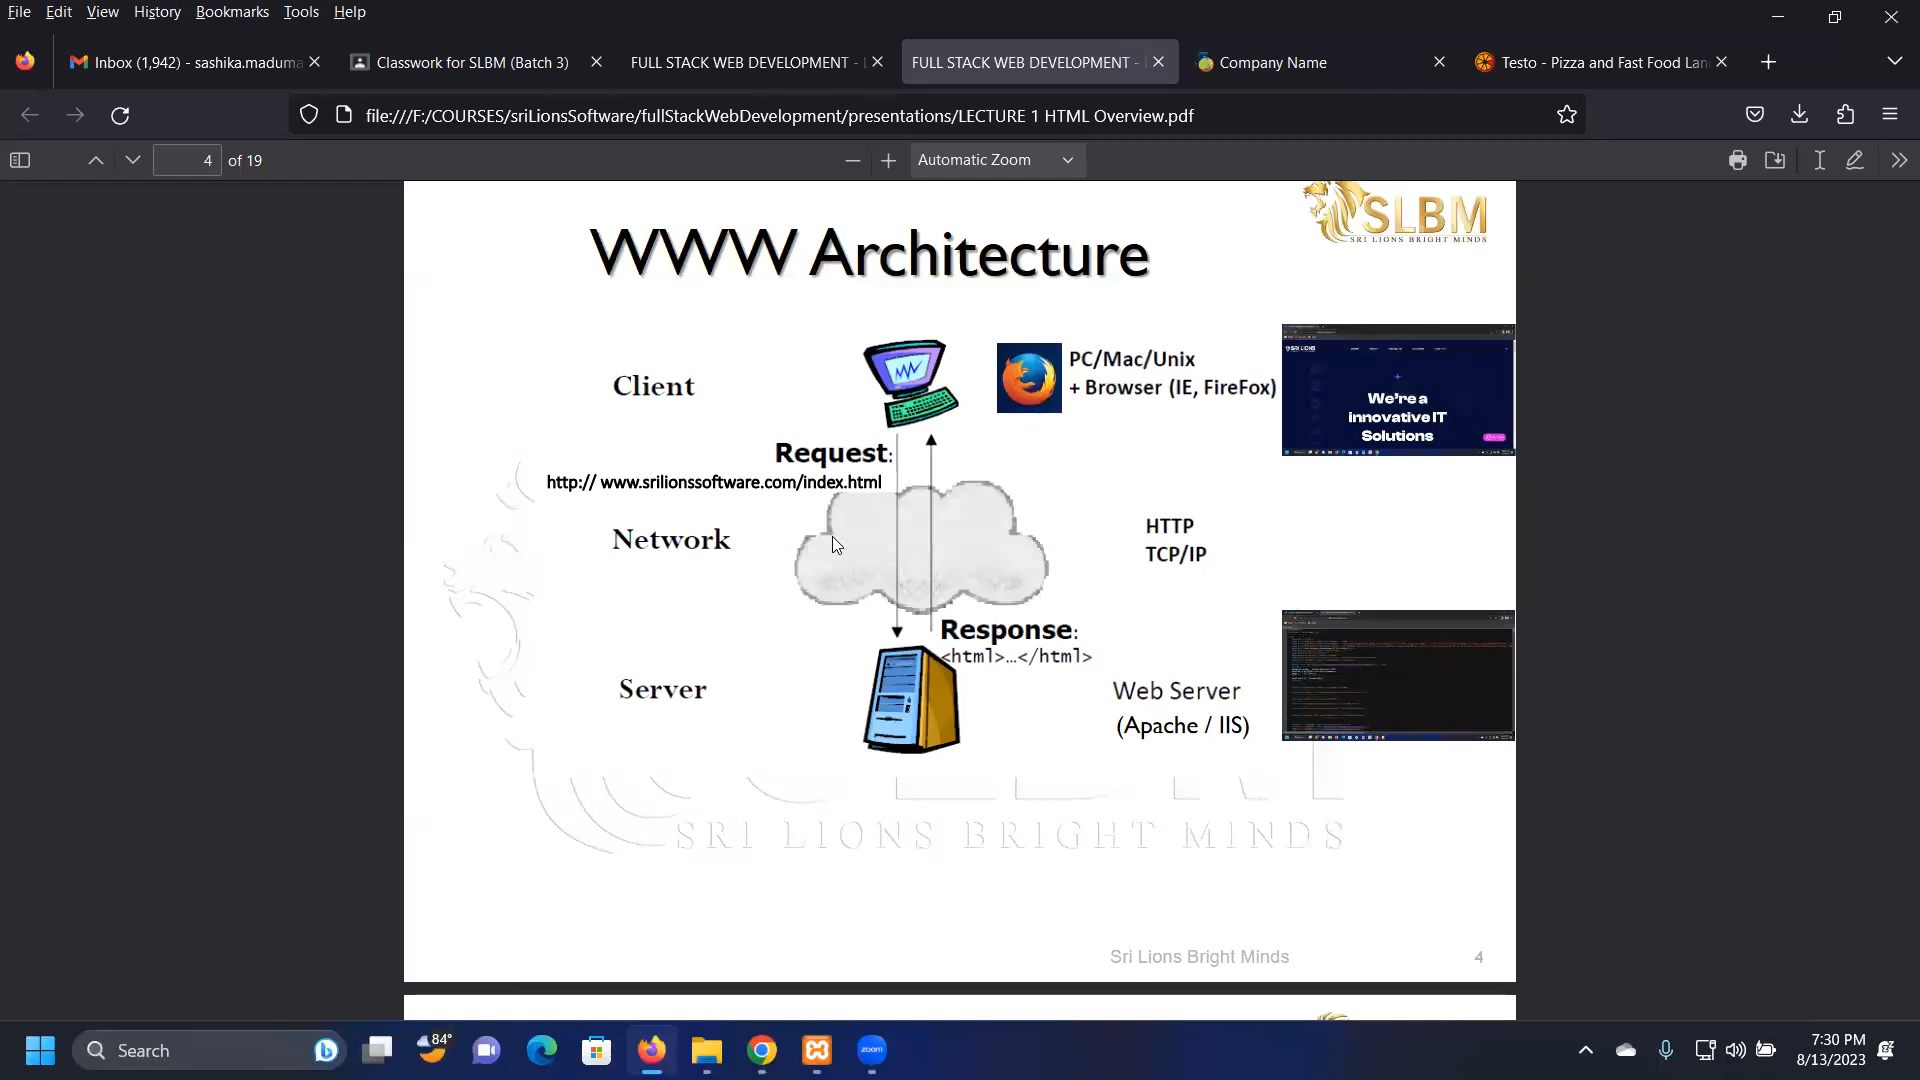 File Edit View History Bookmarks Tools Help
Inbox (1,942) - sashika.maduma
Classwork for SLBM (Batch 3)
FULL STACK WEB DEVELOPMENT - L
FULL STACK WEB DEVELOPMENT -
Company Name
Testo - Pizza and Fast Food Lan
file:///F:/COURSES/sriLionsSoftware/fullStackWebDevelopment/presentations/LECTURE 1 HTML Overview.pdf
4 of 19
Automatic Zoom
SLBM
SRI LIONS BRIGHT MINDS
WWW Architecture
Client
PC/Mac/Unix
+ Browser (IE, FireFox)
SRI LIONS
We're a
innovative IT
Solutions
Request:
http:// www.srilionssoftware.com/index.html
Network
HTTP
TCP/IP
Response:
<html>…</html>
Server
Web Server
(Apache / IIS)
SRI LIONS BRIGHT MINDS
Sri Lions Bright Minds
4
Search
84°
zoom
7:30 PM
8/13/2023